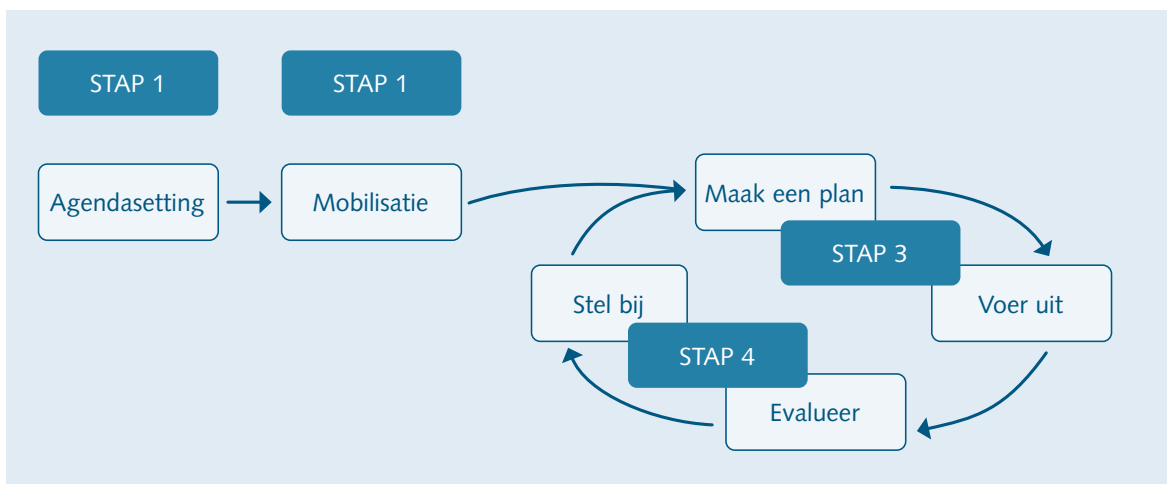 STAP 1
STAP 1
Agendasetting
Mobilisatie
Maak een plan
STAP 3
Stel bij
Voer uit
STAP 4
Evalueer